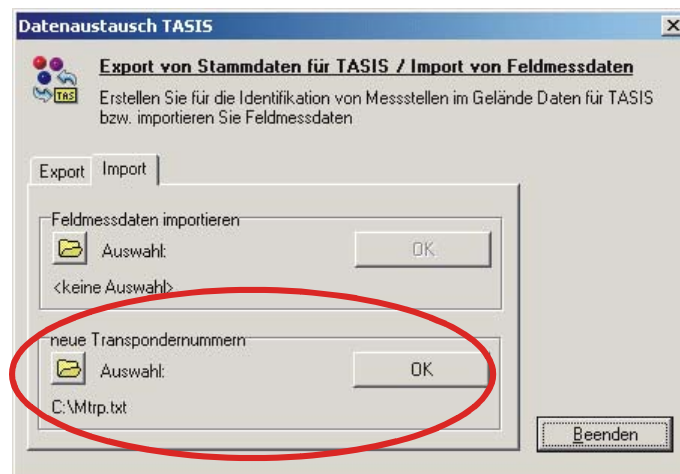 Datenaustausch TASIS
Export von Stammdaten für TASIS / Import von Feldmessdaten
TAS
Erstellen Sie für die Identifikation von Messstellen im Gelände Daten für TASIS
bzw. importieren Sie Feldmessdaten
Export Import
Feldmessdaten importieren
Auswahl: OK
<keine Auswahl>
neue Transpondernummern
Auswahl: OK
C:\Mtrp.txt
Beenden